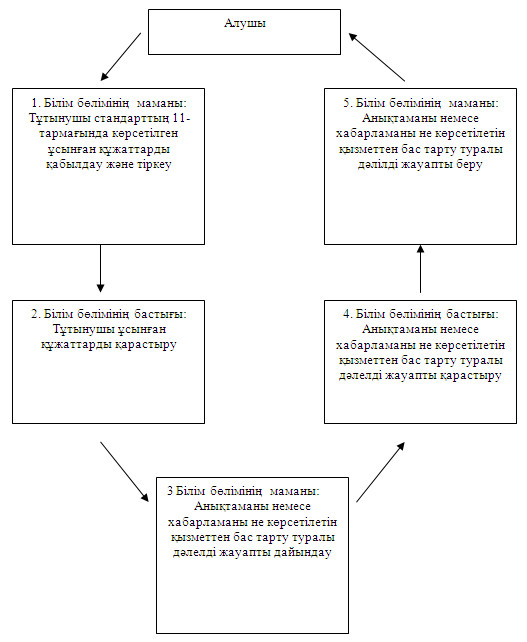 Алушы
1. Білім бөлімінің маманы:
Тұтынушы стандарттың 11-
тармағында көрсетілген
ұсынған құжаттарды
қабылдау және тіркеу
2. Білім бөлімінің бастығы:
Тұтынушы ұсынған
құжаттарды қарастыру
3 Білім бөлімінің маманы:
Анықтаманы немесе
хабарламаны не көрсетілетін
қызметтен бас тарту туралы
дәлелді жауапты дайындау
4. Білім бөлімінің бастығы:
Анықтаманы немесе
хабарламаны не көрсетілетін
қызметтен бас тарту туралы
дәлелді жауапты қарастыру
5. Білім бөлімінің маманы:
Анықтаманы немесе
хабарламаны не көрсетілетін
қызметтен бас тарту туралы
дәлілді жауапты беру